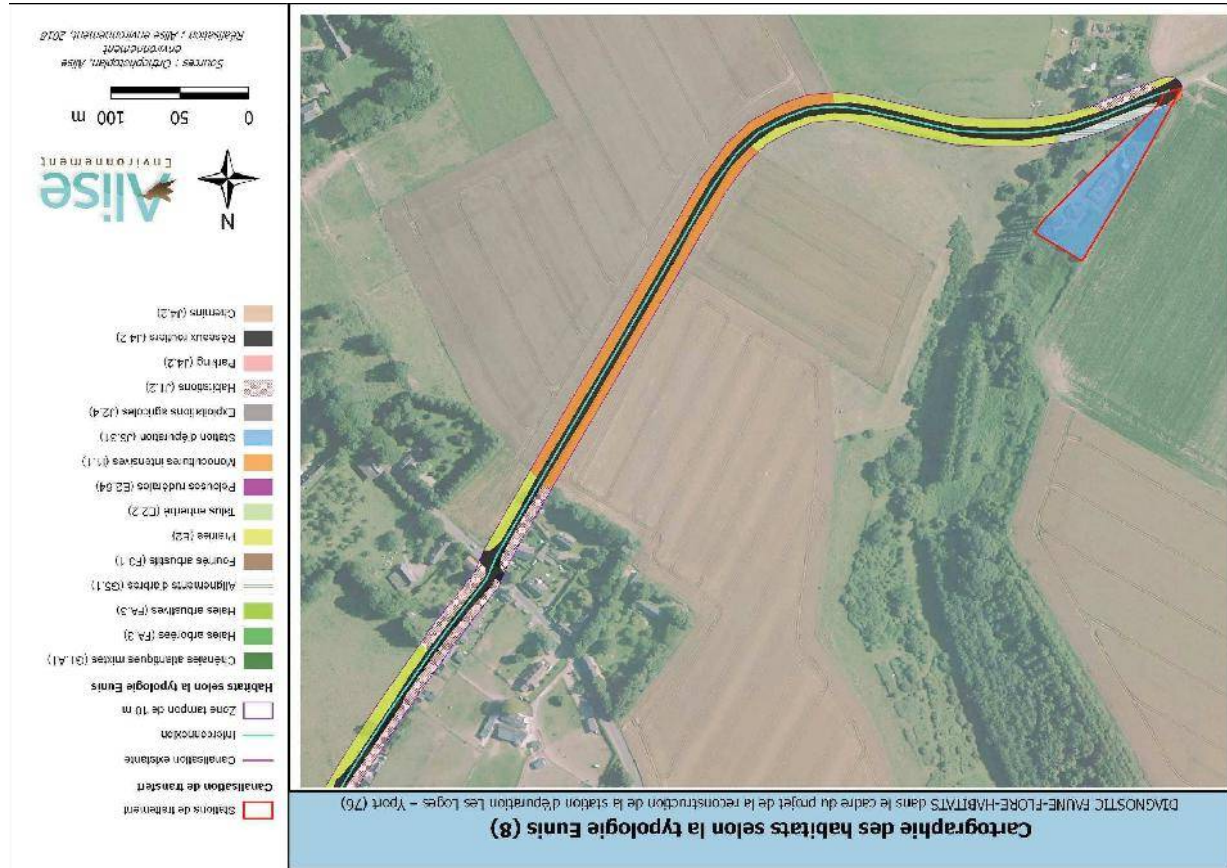 Cartographie des habitats selon la typologie Eunis (8)
DIAGNOSTIC FAUNE-FLORE-HABITATS dans le cadre du projet de la reconstruction de la station d'épuration Les Loges – Yport (76)
Stations de traitement
Canalisation de transfert
Canalisation existante
Interconnexion
Zone tampon de 10 m
Habitats selon la typologie Eunis
Chênaies atlantiques mixtes (G1.A1)
Haies arborées (FA.3)
Haies arbustives (FA.3)
Alignements d'arbres (G5.1)
Fourrés arbustifs (F3.1)
Prairie (E2)
Talus enherbé (E2.2)
Pelouses rudérales (E2.64)
Monocultures intensives (I1.1)
Station d'épuration (J6.31)
Exploitations agricoles (J2.4)
Habitations (J1.2)
Parking (J4.2)
Réseaux routiers (J4.2)
Chemins (J4.2)
N
Alise
Environnement
0 50 100 m
Sources : Orthophotoplan, Alise
environnement
Réalisation : Alise environnement, 2016